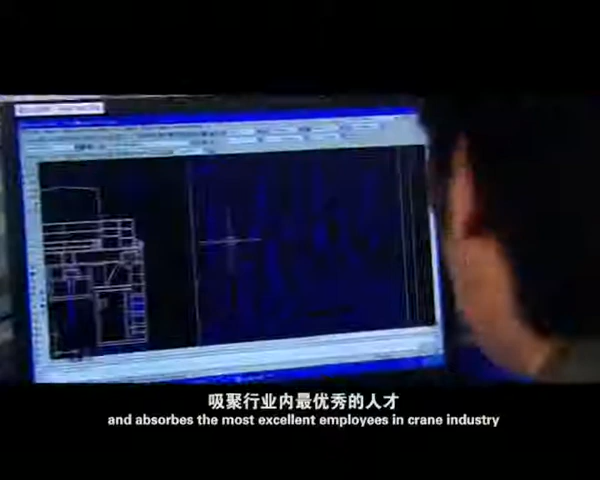 吸聚行业内最优秀的人才
and absorbes the most excellent employees in crane industry